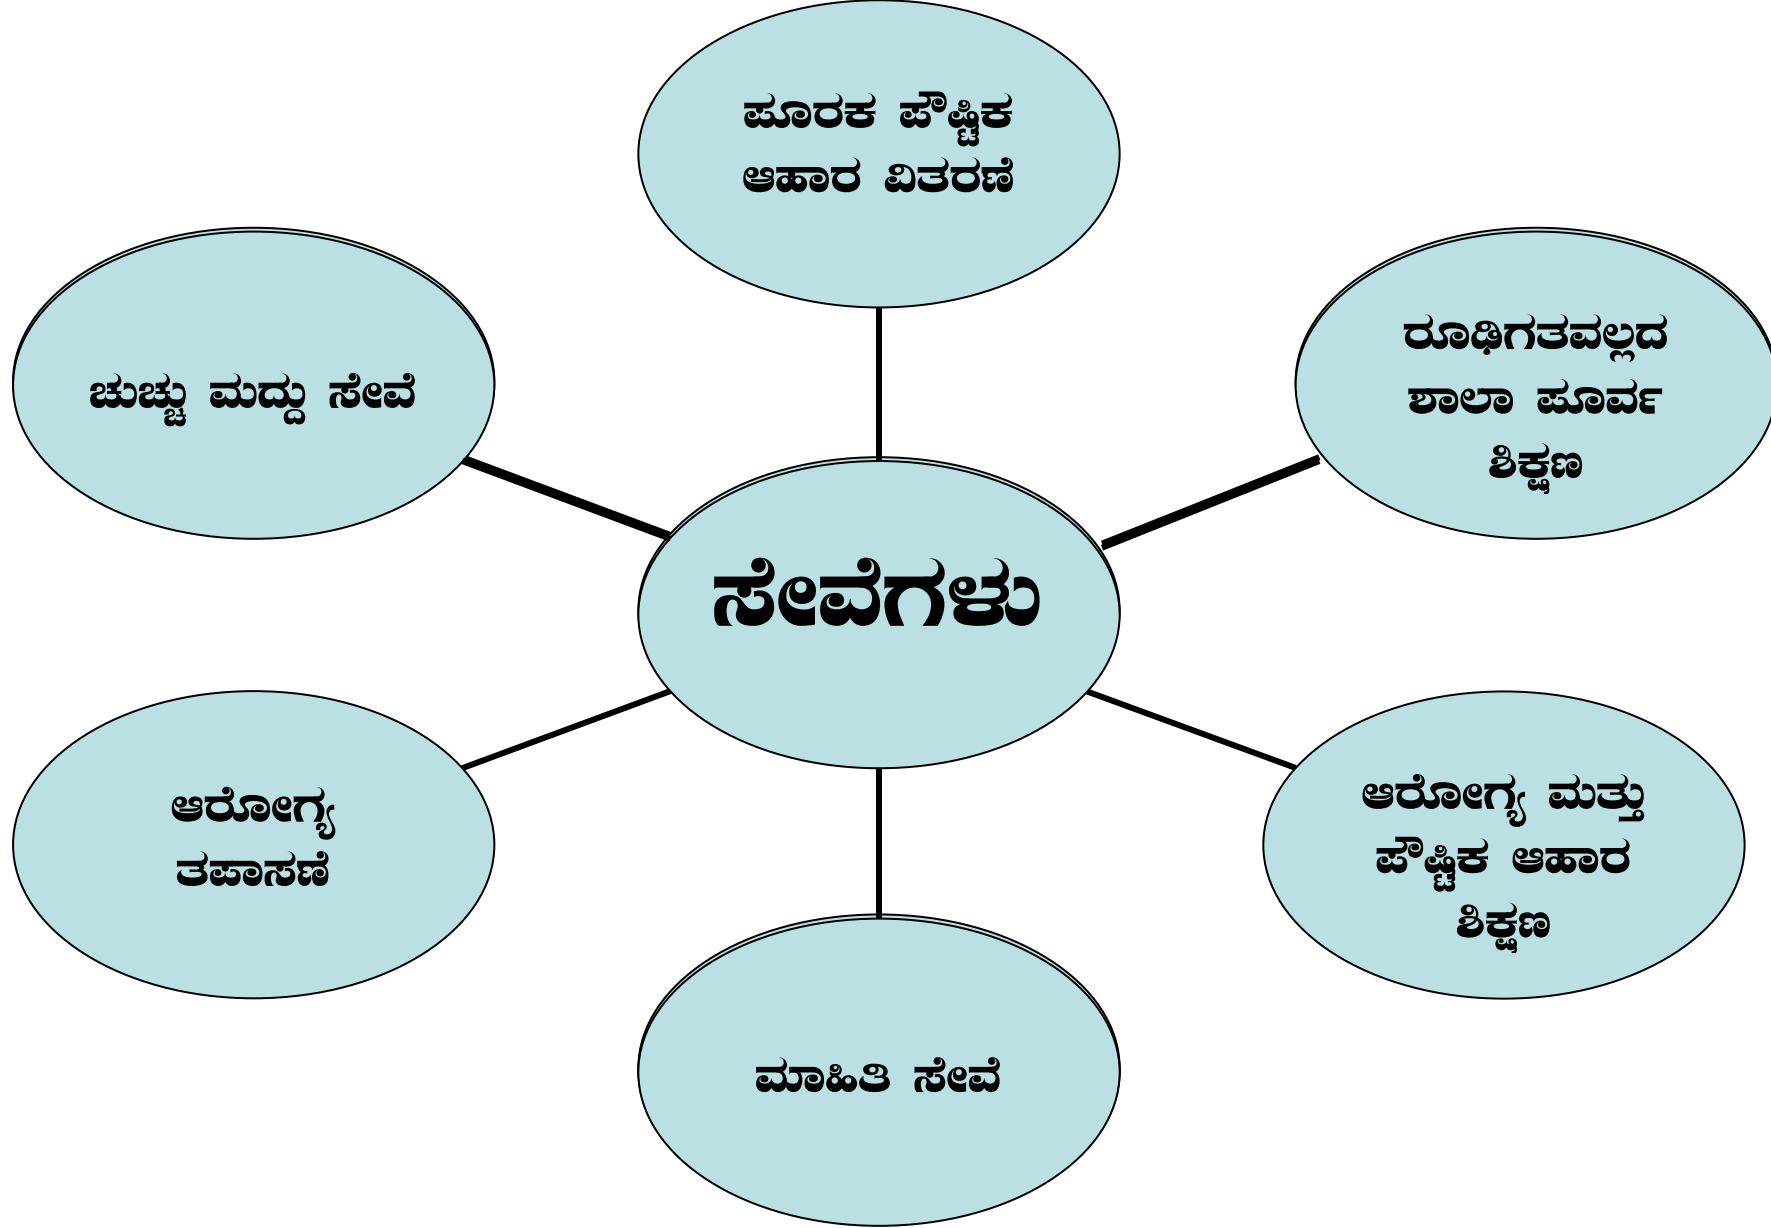 ಪೂರಕ ಪೌಷ್ಟಿಕ
ಆಹಾರ ವಿತರಣೆ
ರೂಢಿಗತವಲ್ಲದ
ಶಾಲಾ ಪೂರ್ವ
ಶಿಕ್ಷಣ
ಚುಚ್ಚು ಮದ್ದು ಸೇವೆ
ಸೇವೆಗಳು
ಆರೋಗ್ಯ
ತಪಾಸಣೆ
ಆರೋಗ್ಯ ಮತ್ತು
ಪೌಷ್ಟಿಕ ಆಹಾರ
ಶಿಕ್ಷಣ
ಮಾಹಿತಿ ಸೇವೆ